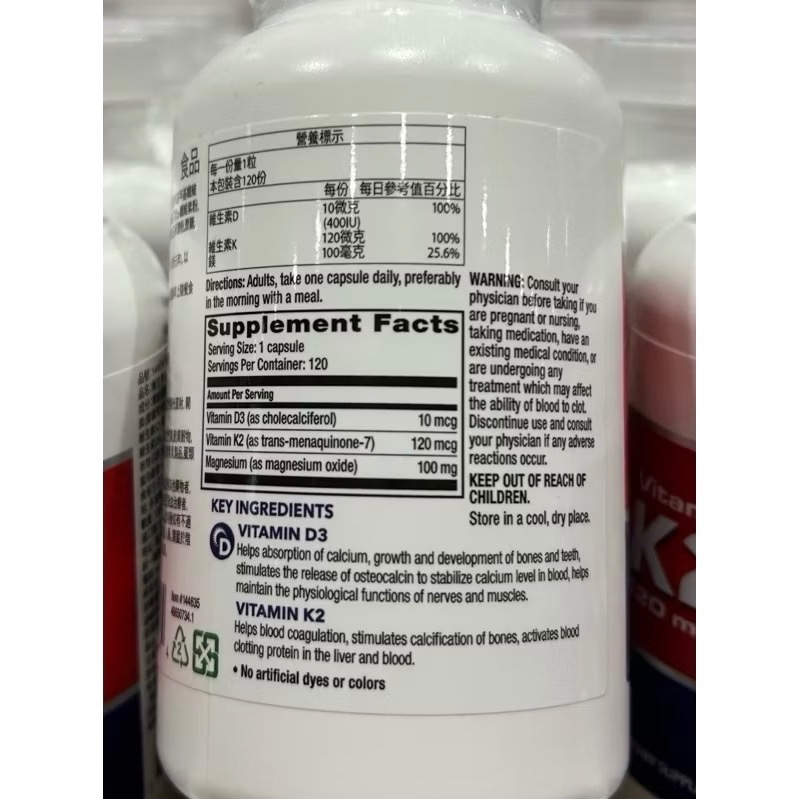 食品
營養標示
每一份量1粒
本包裝含120份
每份 每日參考值百分比
維生素D 10微克 100%
(400IU)
維生素K 120微克 100%
鎂 100毫克 25.6%
Directions: Adults, take one capsule daily, preferably
in the morning with a meal.
Supplement Facts
Serving Size: 1 capsule
Servings Per Container: 120
Amount Per Serving
Vitamin D3 (as cholecalciferol) 10 mcg
Vitamin K2 (as trans-menaquinone-7) 120 mcg
Magnesium (as magnesium oxide) 100 mg
WARNING: Consult your
physician before taking if you
are pregnant or nursing,
taking medication, have an
existing medical condition, or
are undergoing any
treatment which may affect
the ability of blood to clot.
Discontinue use and consult
your physician if any adverse
reactions occur.
KEEP OUT OF REACH OF
CHILDREN.
Store in a cool, dry place.
KEY INGREDIENTS
D
VITAMIN D3
Helps absorption of calcium, growth and development of bones and teeth,
stimulates the release of osteocalcin to stabilize calcium level in blood, helps
maintain the physiological functions of nerves and muscles.
VITAMIN K2
Helps blood coagulation, stimulates calcification of bones, activates blood
clotting protein in the liver and blood.
• No artificial dyes or colors
Item #144635
2
K2